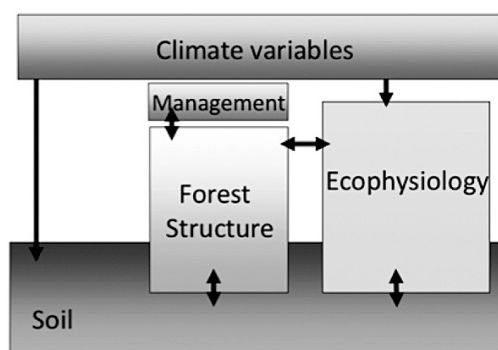 Climate variables
Management
Forest
Structure
Ecophysiology
Soil